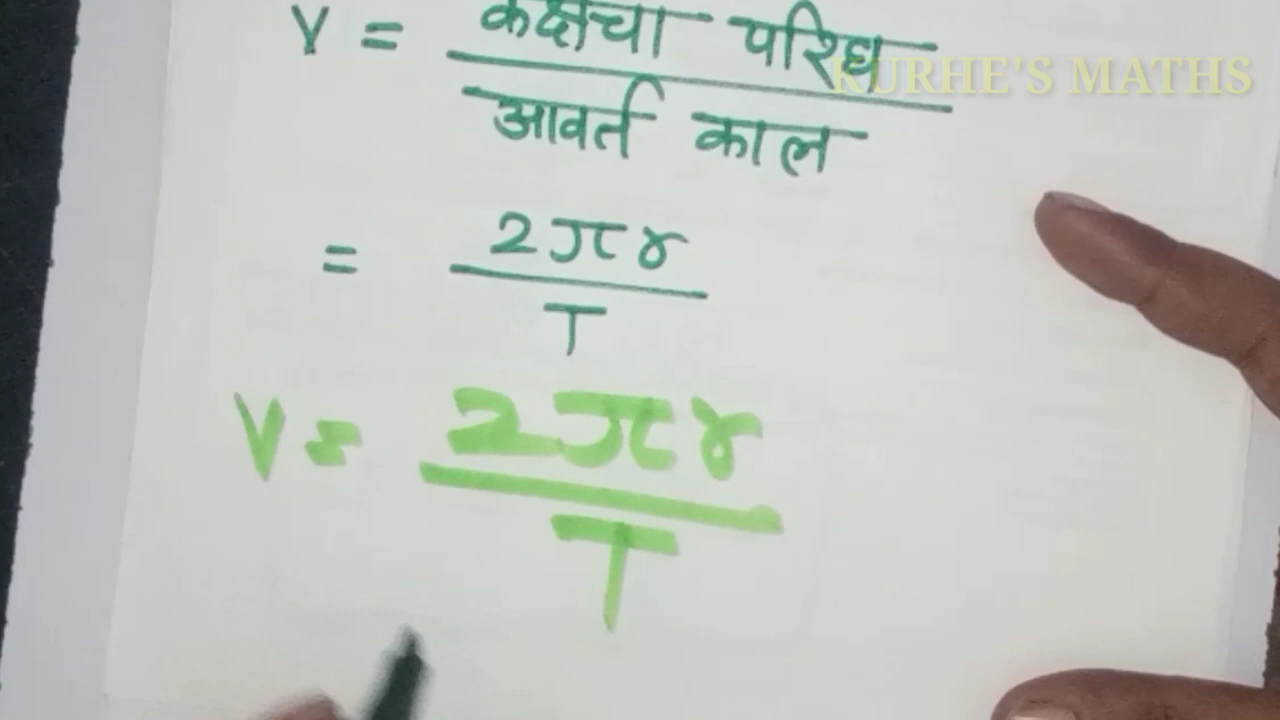 V = कक्षेचा परिघ
KURHE'S MATHS
आवर्त काल
= 2πr
T
V = 2πr
T